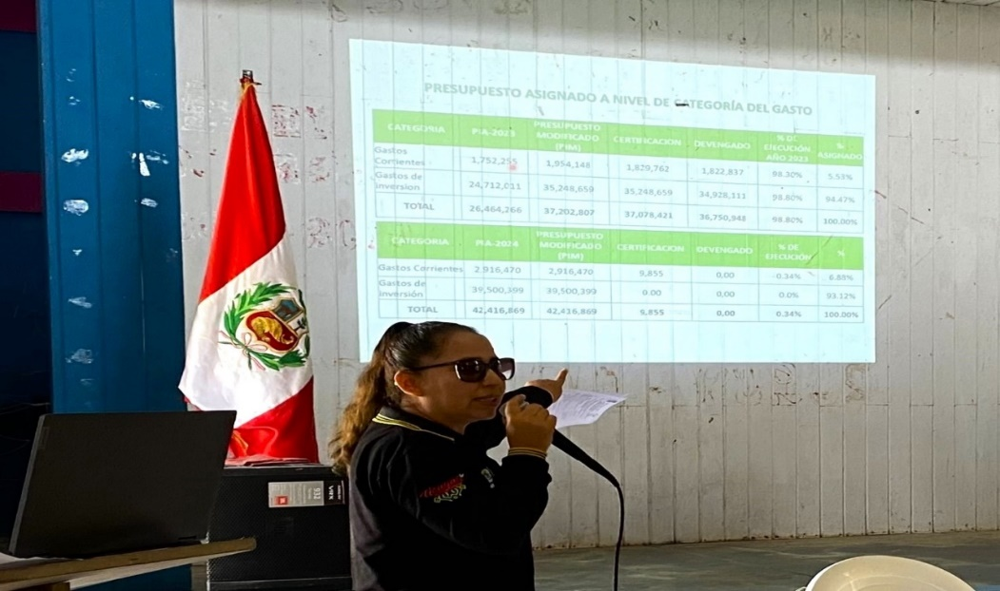 PRESUPUESTO ASIGNADO A NIVEL DE CATEGORÍA DEL GASTO
CATEGORIA PIA-2023 PRESUPUESTO MODIFICADO (PIM) CERTIFICACION DEVENGADO % DE EJECUCIÓN AÑO 2023 % ASIGNADO
Gastos Corrientes 1,752,255 1,954,148 1,829,762 1,822,837 98.30% 5.53%
Gastos de inversion 24,712,011 35,248,659 35,248,659 34,928,111 98.80% 94.47%
TOTAL 26,464,266 37,202,807 37,078,421 36,750,948 98.80% 100.00%
CATEGORIA PIA-2024 PRESUPUESTO MODIFICADO (PIM) CERTIFICACION DEVENGADO % DE EJECUCIÓN %
Gastos Corrientes 2,916,470 2,916,470 9,855 0,00 0.34% 6.88%
Gastos de inversión 39,500,399 39,500,399 0.00 0,00 0.0% 93.12%
TOTAL 42,416,869 42,416,869 9,855 0,00 0.34% 100.00%
932